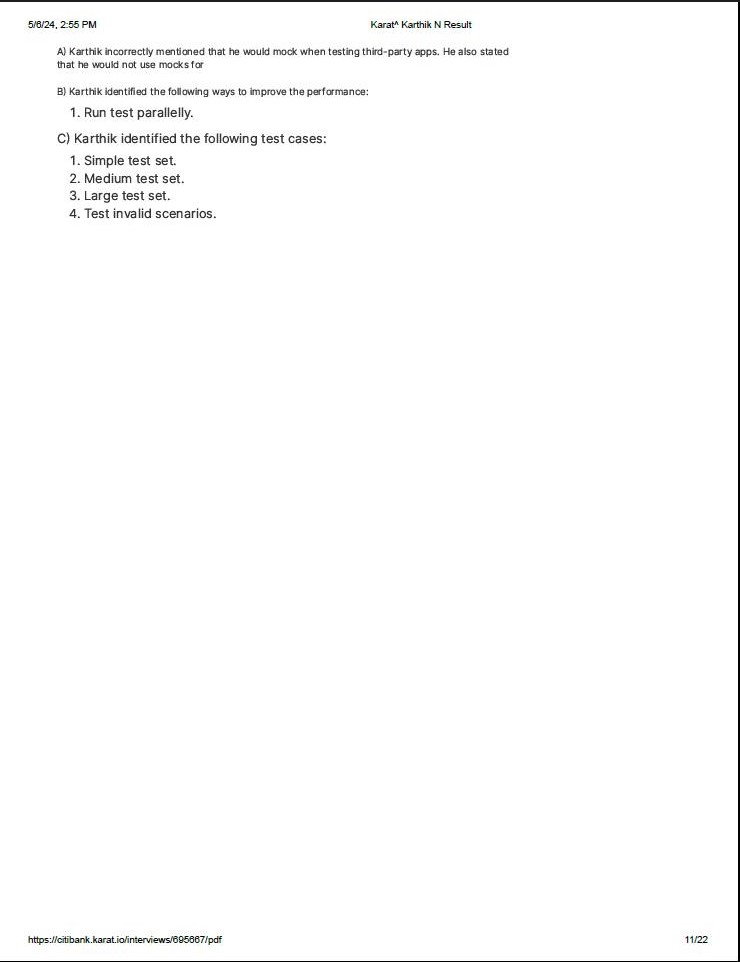 5/6/24, 2:55 PM Karat^ Karthik N Result
A) Karthik incorrectly mentioned that he would mock when testing third-party apps. He also stated
that he would not use mocks for
B) Karthik identified the following ways to improve the performance:
1. Run test parallelly.
C) Karthik identified the following test cases:
1. Simple test set.
2. Medium test set.
3. Large test set.
4. Test invalid scenarios.
https://citibank.karat.io/interviews/695667/pdf 11/22